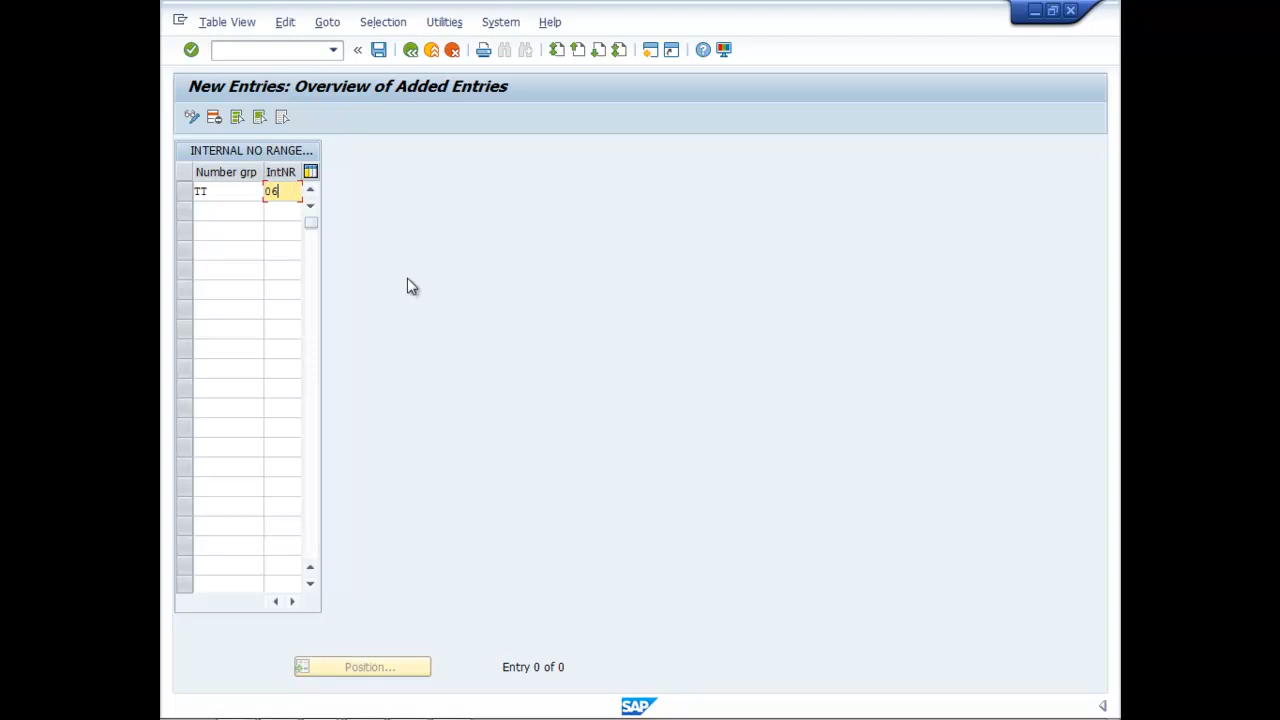 Table View Edit Goto Selection Utilities System Help
New Entries: Overview of Added Entries
INTERNAL NO RANGE...
Number grp IntNR
TT 06
Position... Entry 0 of 0
SAP